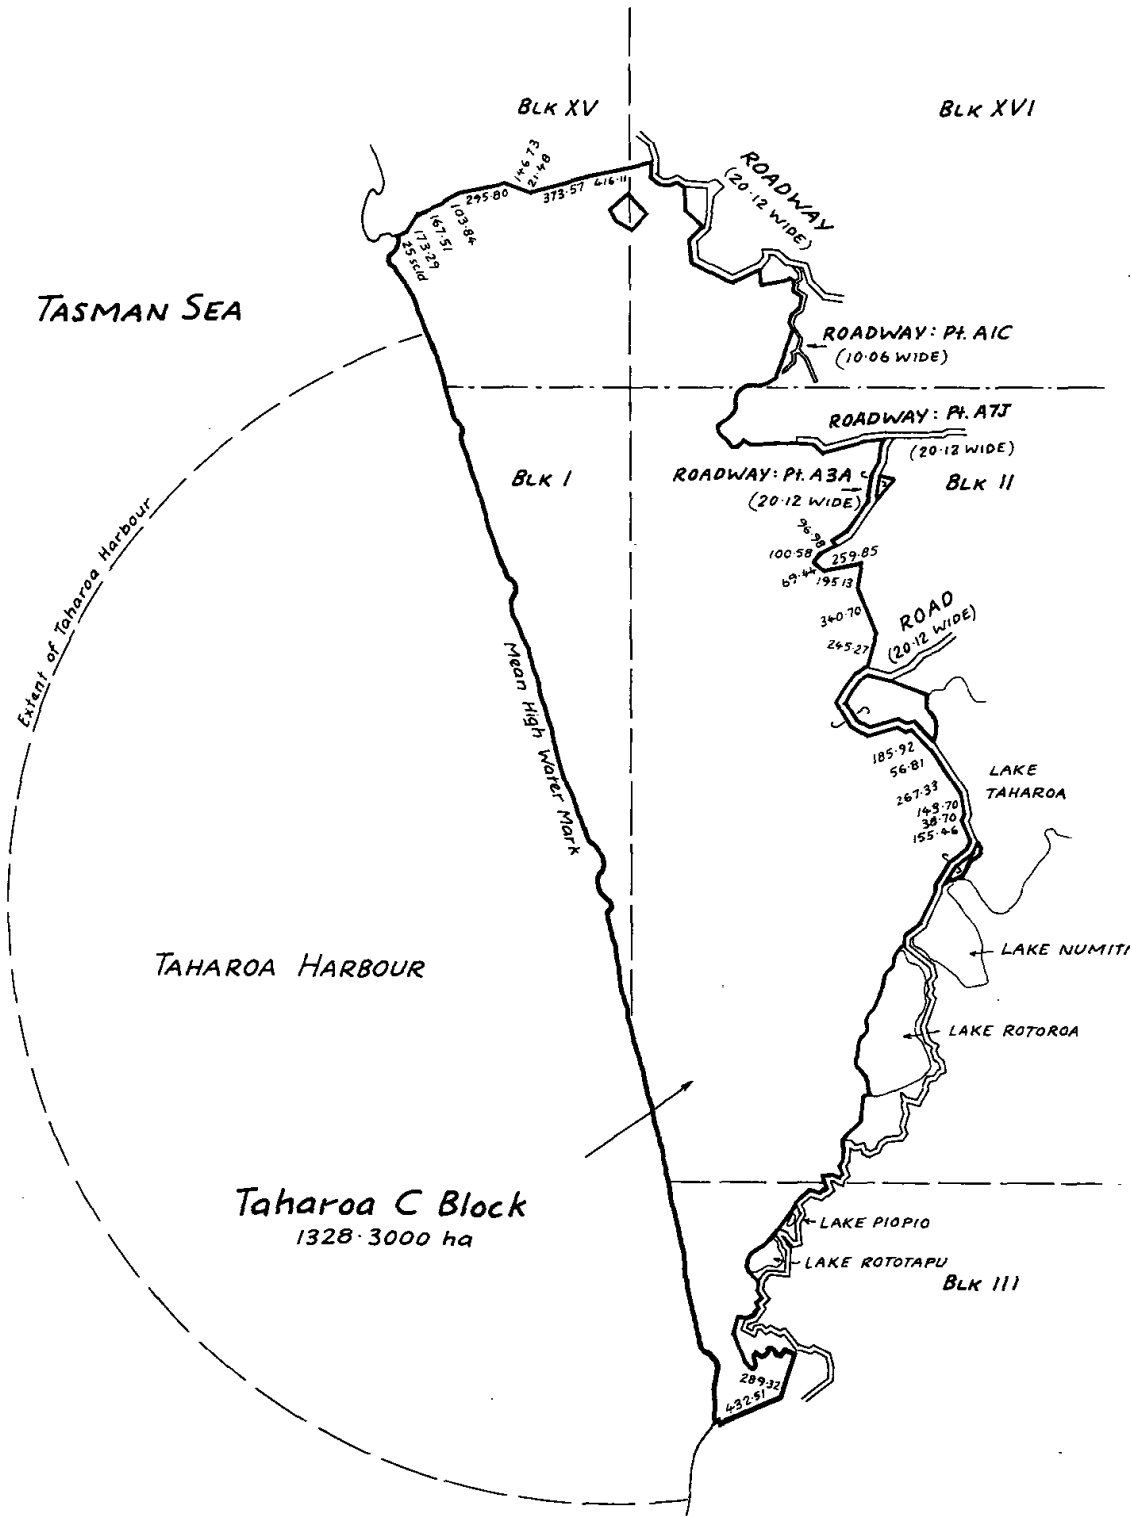 BLK XV
BLK XVI
ROADWAY
(20·12 WIDE)
146·73
21·48
295·80
373·57
416·11
103·84
167·51
173·29
25 scld
TASMAN SEA
ROADWAY: Pt. A1C
(10·06 WIDE)
ROADWAY: Pt. A7J
(20·12 WIDE)
BLK I
ROADWAY: Pt. A3A
(20·12 WIDE)
BLK II
Extent of Taharoa Harbour
96·98
100·58
259·85
69·44
195·13
340·70
245·27
ROAD
(20·12 WIDE)
Mean High Water Mark
185·92
56·81
267·33
149·70
38·70
155·46
LAKE
TAHAROA
TAHAROA HARBOUR
LAKE NUMITI
LAKE ROTOROA
Taharoa C Block
1328·3000 ha
LAKE PIOPIO
LAKE ROTOTAPU
BLK III
289·32
432·51